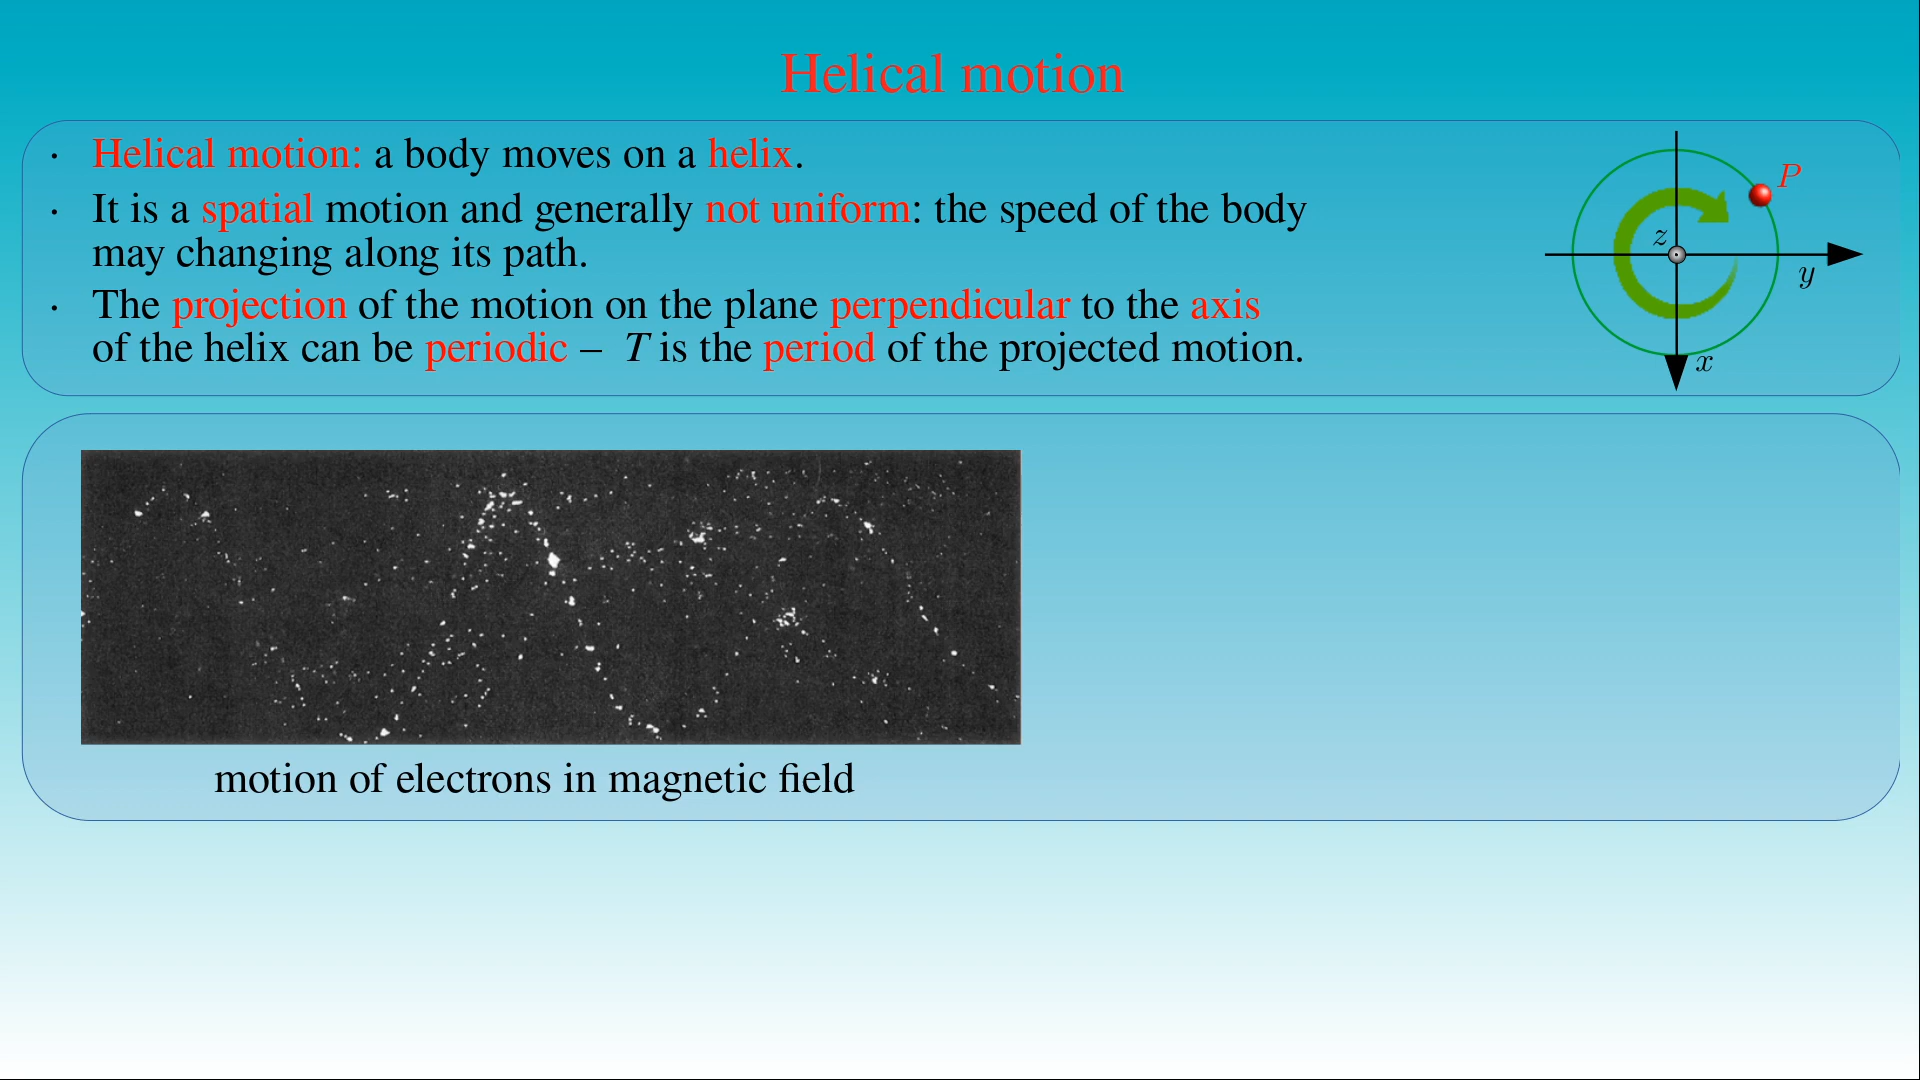 Helical motion
· Helical motion: a body moves on a helix.
· It is a spatial motion and generally not uniform: the speed of the body
may changing along its path.
· The projection of the motion on the plane perpendicular to the axis
of the helix can be periodic – T is the period of the projected motion.
P
z
y
x
motion of electrons in magnetic field